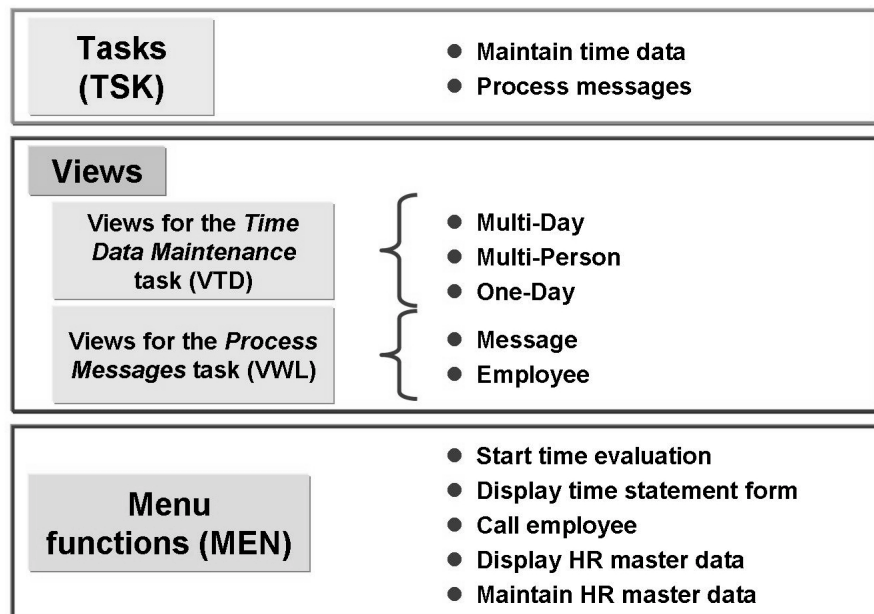 Tasks
(TSK)
● Maintain time data
● Process messages
Views
Views for the Time
Data Maintenance
task (VTD)
● Multi-Day
● Multi-Person
● One-Day
Views for the Process
Messages task (VWL)
● Message
● Employee
Menu
functions (MEN)
● Start time evaluation
● Display time statement form
● Call employee
● Display HR master data
● Maintain HR master data